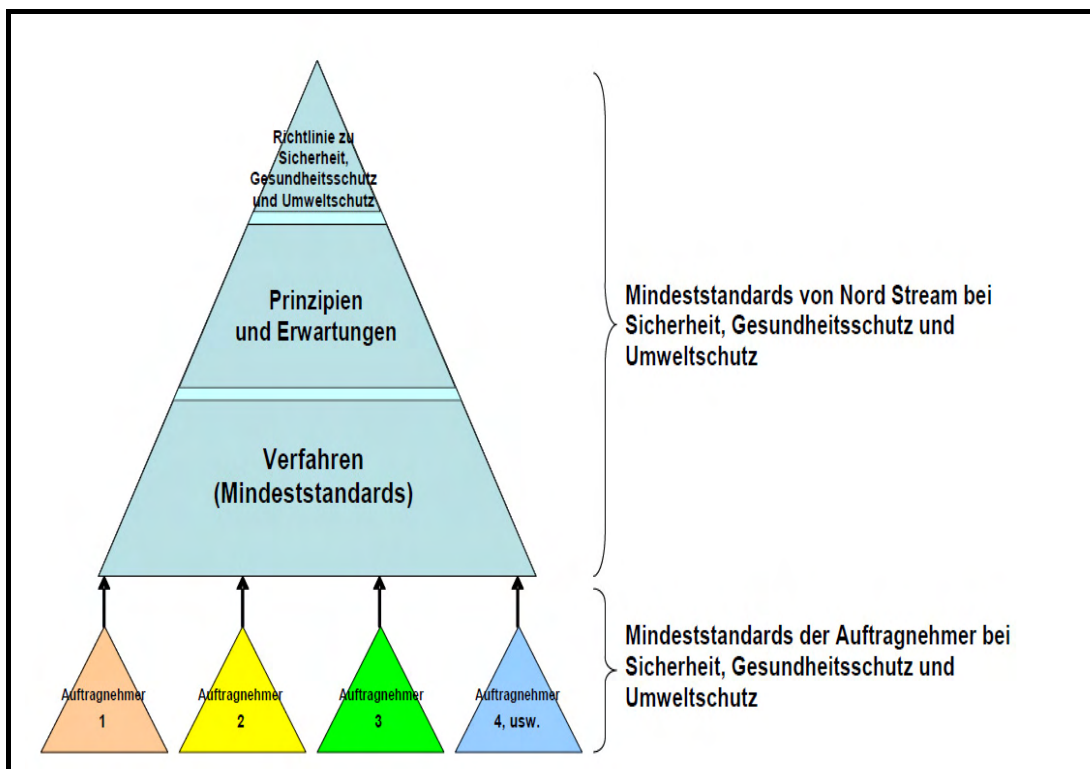 Richtlinie zu
Sicherheit,
Gesundheitsschutz
und Umweltschutz
Prinzipien
und Erwartungen
Verfahren
(Mindeststandards)
Mindeststandards von Nord Stream bei
Sicherheit, Gesundheitsschutz und
Umweltschutz
Auftragnehmer
1
Auftragnehmer
2
Auftragnehmer
3
Auftragnehmer
4, usw.
Mindeststandards der Auftragnehmer bei
Sicherheit, Gesundheitsschutz und
Umweltschutz